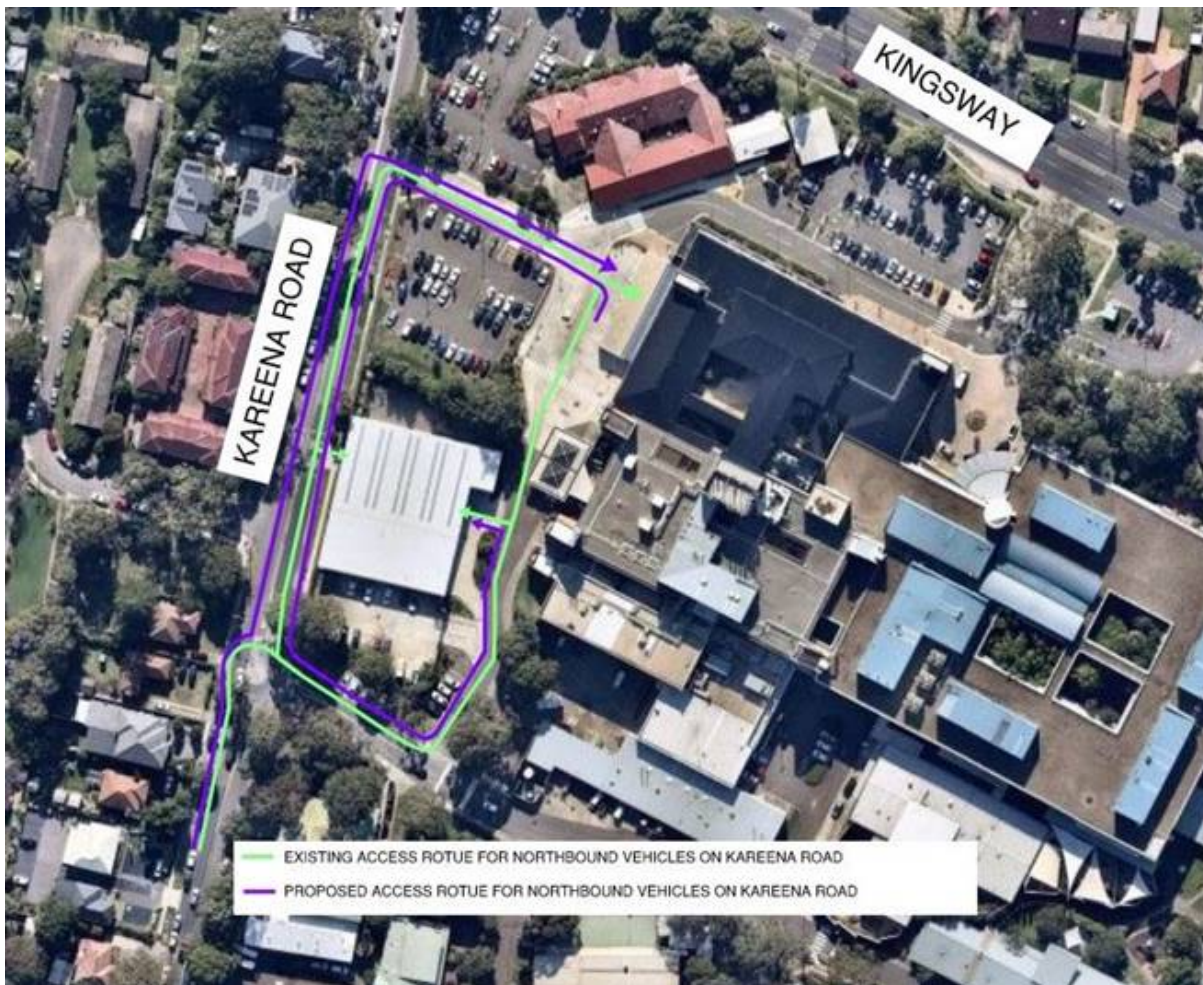 KINGSWAY
KAREENA ROAD
EXISTING ACCESS ROTUE FOR NORTHBOUND VEHICLES ON KAREENA ROAD
PROPOSED ACCESS ROTUE FOR NORTHBOUND VEHICLES ON KAREENA ROAD